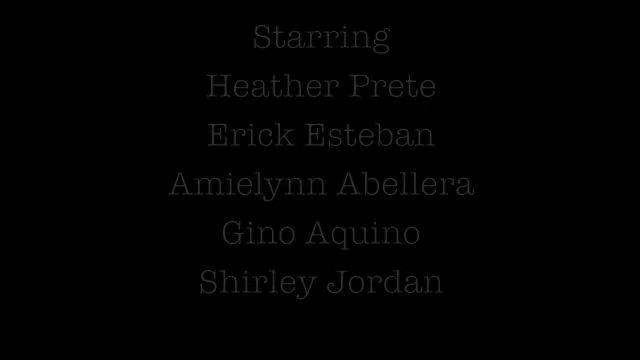 Starring
Heather Prete
Erick Esteban
Amielynn Abellera
Gino Aquino
Shirley Jordan